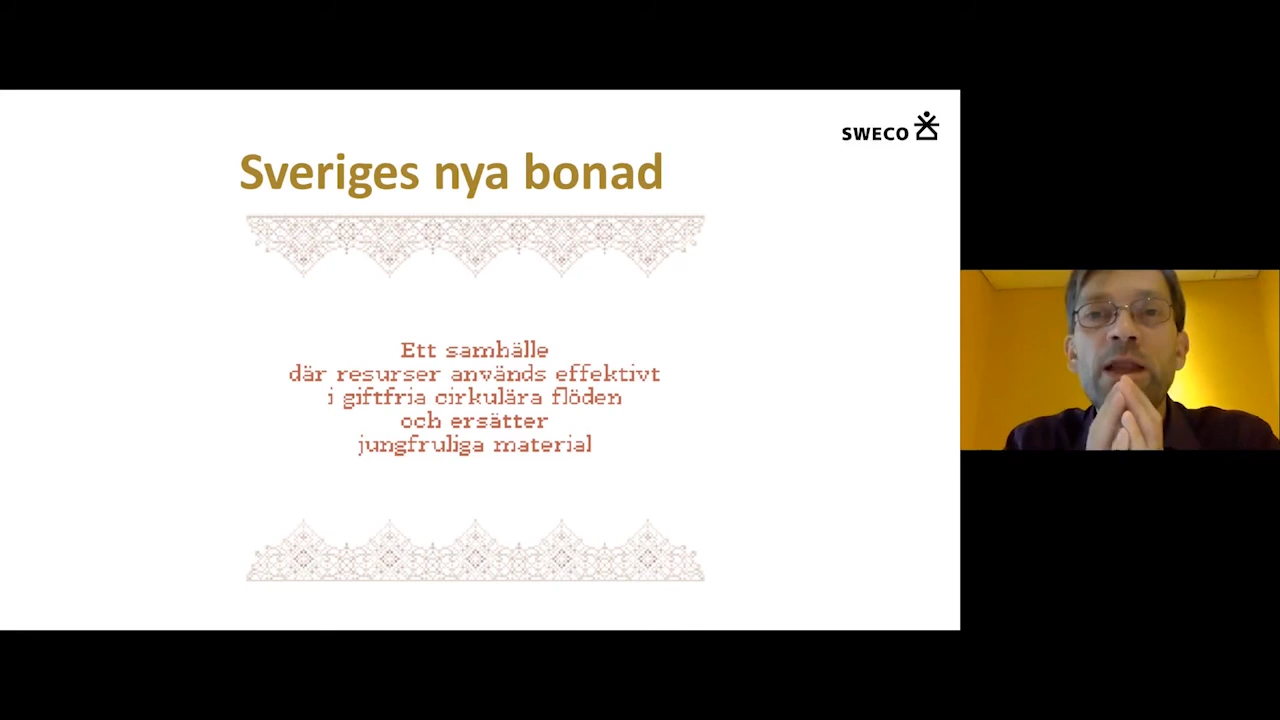 SWECO
Sveriges nya bonad
Ett samhälle
där resurser används effektivt
i giftfria cirkulära flöden
och ersätter
jungfruliga material